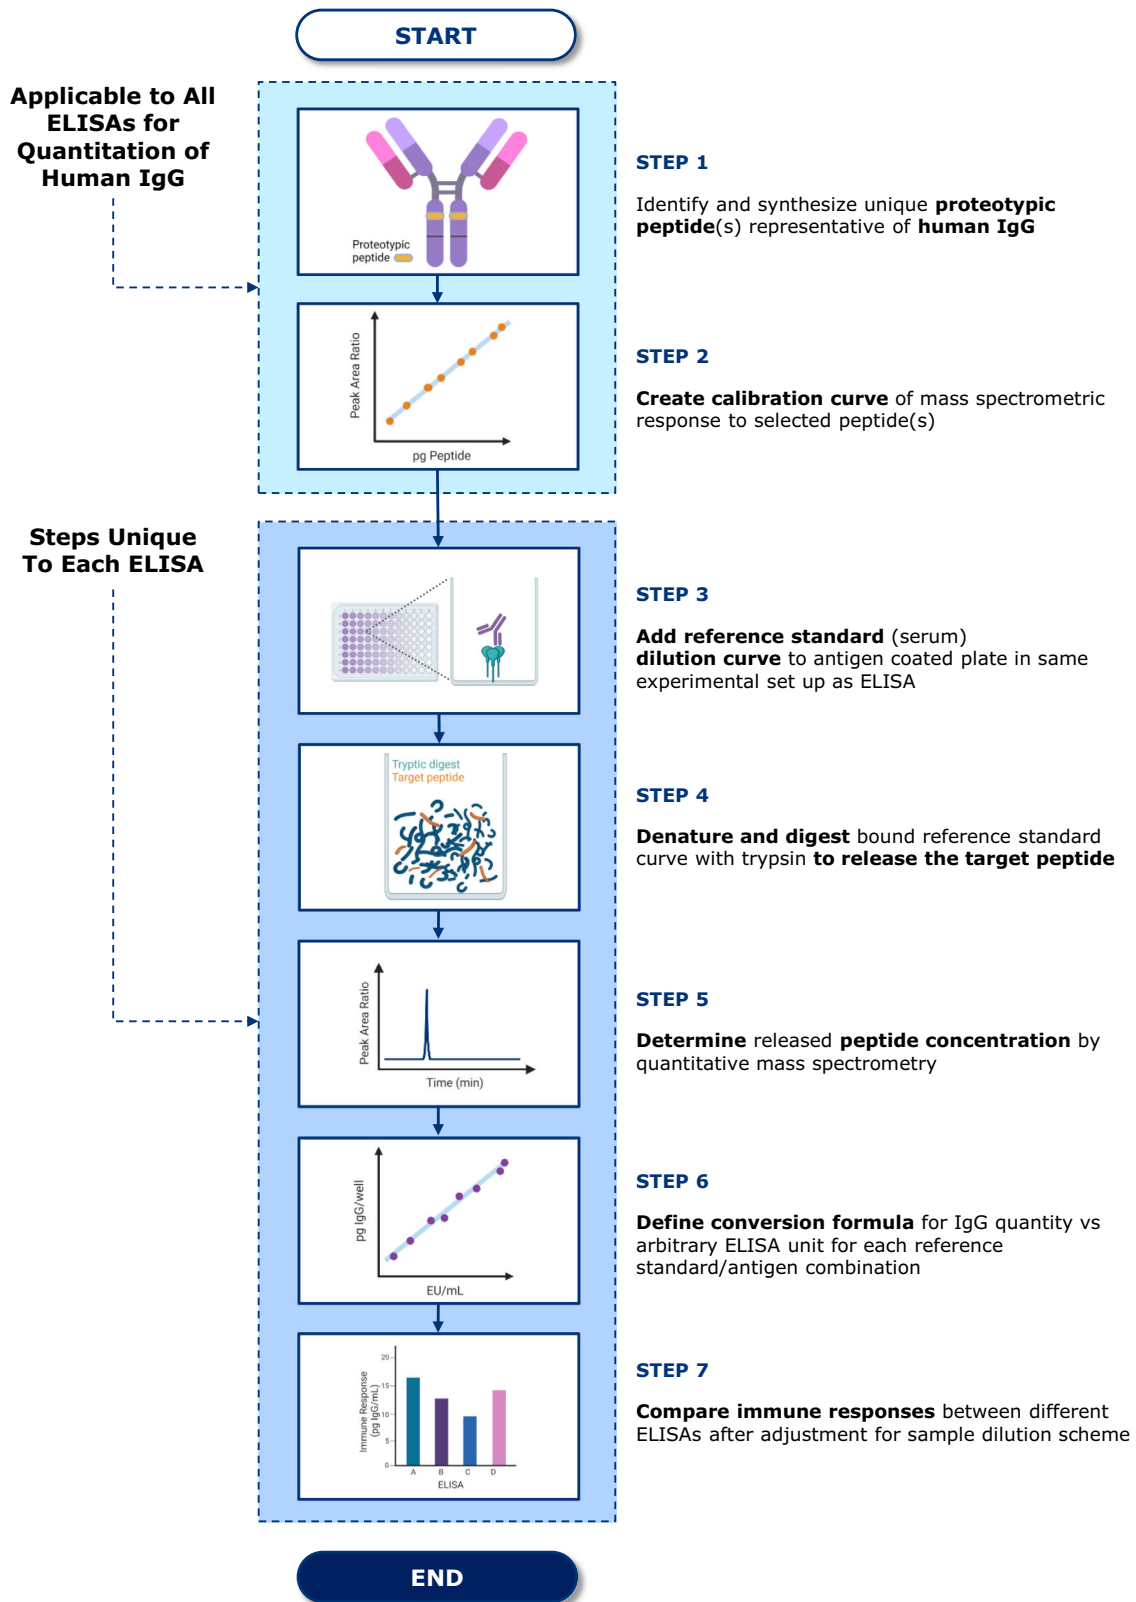 START
Applicable to All
ELISAs for
Quantitation of
Human IgG
Proteotypic
peptide
STEP 1
Identify and synthesize unique proteotypic
peptide(s) representative of human IgG
Peak Area Ratio
pg Peptide
STEP 2
Create calibration curve of mass spectrometric
response to selected peptide(s)
Steps Unique
To Each ELISA
STEP 3
Add reference standard (serum)
dilution curve to antigen coated plate in same
experimental set up as ELISA
Tryptic digest
Target peptide
STEP 4
Denature and digest bound reference standard
curve with trypsin to release the target peptide
Peak Area Ratio
Time (min)
STEP 5
Determine released peptide concentration by
quantitative mass spectrometry
pg IgG/well
EU/mL
STEP 6
Define conversion formula for IgG quantity vs
arbitrary ELISA unit for each reference
standard/antigen combination
Immune Response
(pg IgG/mL)
20
15
10
5
0
A B C D
ELISA
STEP 7
Compare immune responses between different
ELISAs after adjustment for sample dilution scheme
END